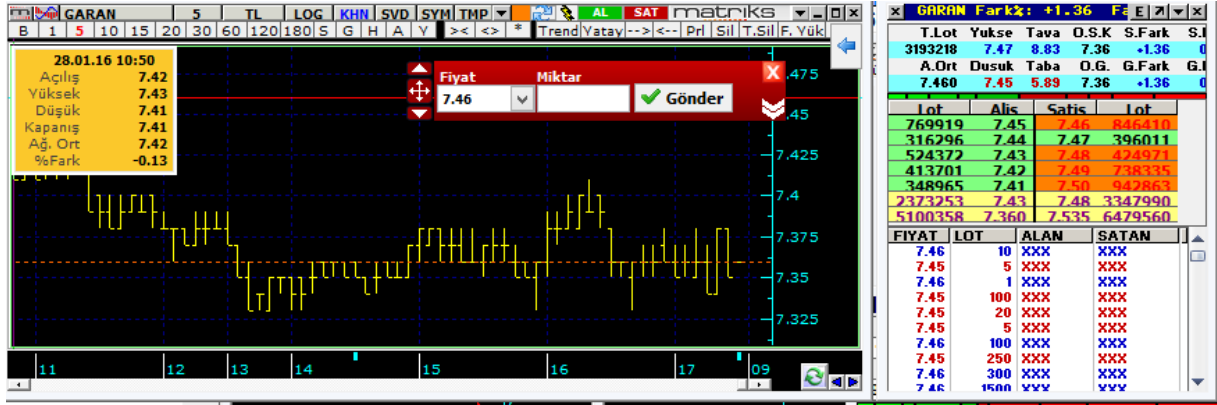 GARAN 5 TL LOG KHN SVD SYM TMP AL SAT matriks
B 1 5 10 15 20 30 60 120 180 S G H A Y >< <> * Trend Yatay --> <-- Prl Sil T.Sil F. Yük
28.01.16 10:50
Açılış 7.42
Yüksek 7.43
Düşük 7.41
Kapanış 7.41
Ağ. Ort 7.42
%Fark -0.13
Fiyat Miktar X
7.46 Gönder
.475
.45
7.425
7.4
7.375
7.35
7.325
11 12 13 14 15 16 17 09
GARAN Fark%: +1.36 E
T.Lot Yukse Tava O.S.K S.Fark
3193218 7.47 8.83 7.36 +1.36
A.Ort Dusuk Taba O.G. G.Fark
7.460 7.45 5.89 7.36 +1.36
Lot Alis Satis Lot
769919 7.45 7.46 846410
316296 7.44 7.47 396011
524372 7.43 7.48 424971
413701 7.42 7.49 738335
348965 7.41 7.50 942863
2373253 7.43 7.48 3347990
5100358 7.360 7.535 6479560
FIYAT LOT ALAN SATAN
7.46 10 XXX XXX
7.45 5 XXX XXX
7.46 1 XXX XXX
7.45 100 XXX XXX
7.45 20 XXX XXX
7.45 5 XXX XXX
7.46 100 XXX XXX
7.45 250 XXX XXX
7.46 300 XXX XXX
7.46 1500 XXX XXX